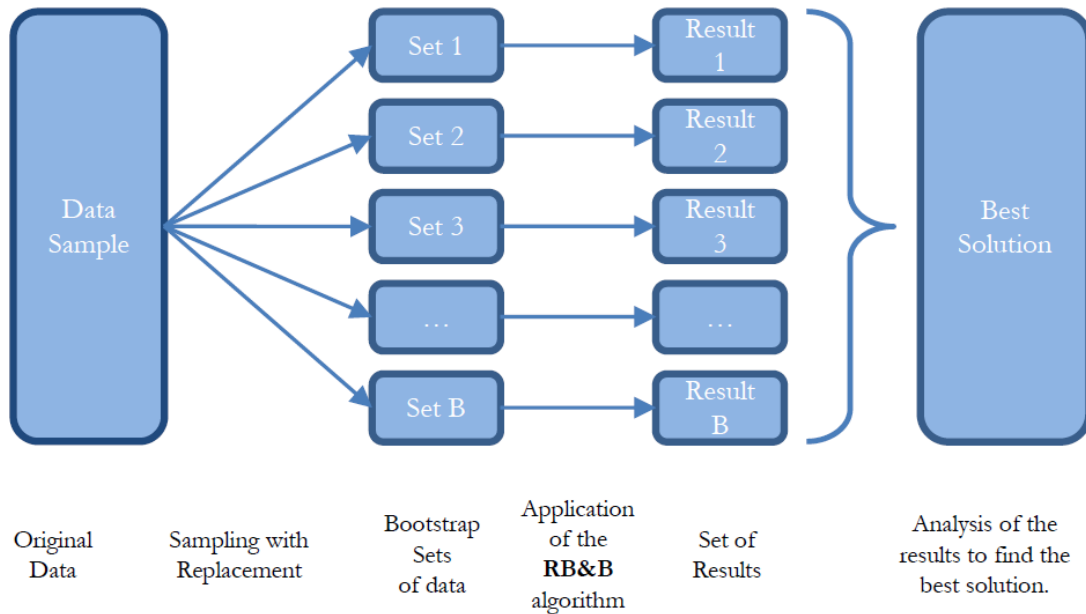 Data
Sample
Set 1
Set 2
Set 3
…
Set B
Result
1
Result
2
Result
3
…
Result
B
Best
Solution
Original
Data
Sampling with
Replacement
Bootstrap
Sets
of data
Application
of the
RB&B
algorithm
Set of
Results
Analysis of the
results to find the
best solution.